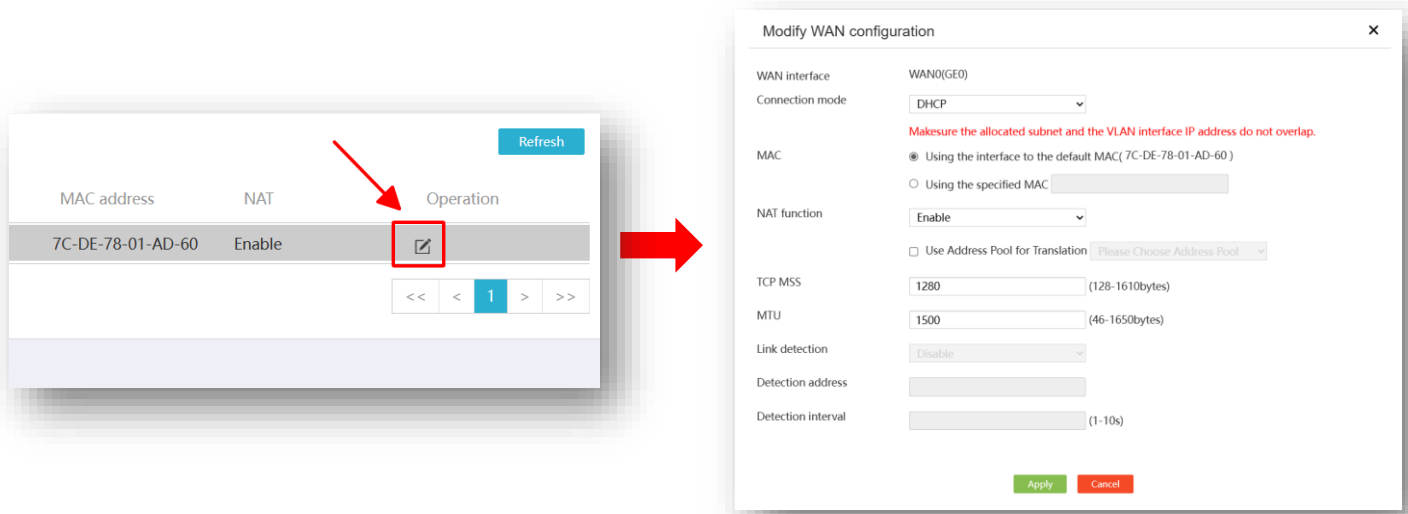 Refresh
MAC address NAT Operation
7C-DE-78-01-AD-60 Enable
<< < 1 > >>
Modify WAN configuration ×
WAN interface WAN0(GE0)
Connection mode DHCP
Makesure the allocated subnet and the VLAN interface IP address do not overlap.
MAC Using the interface to the default MAC( 7C-DE-78-01-AD-60 )
Using the specified MAC
NAT function Enable
Use Address Pool for Translation Please Choose Address Pool
TCP MSS 1280 (128-1610bytes)
MTU 1500 (46-1650bytes)
Link detection Disable
Detection address
Detection interval (1-10s)
Apply Cancel